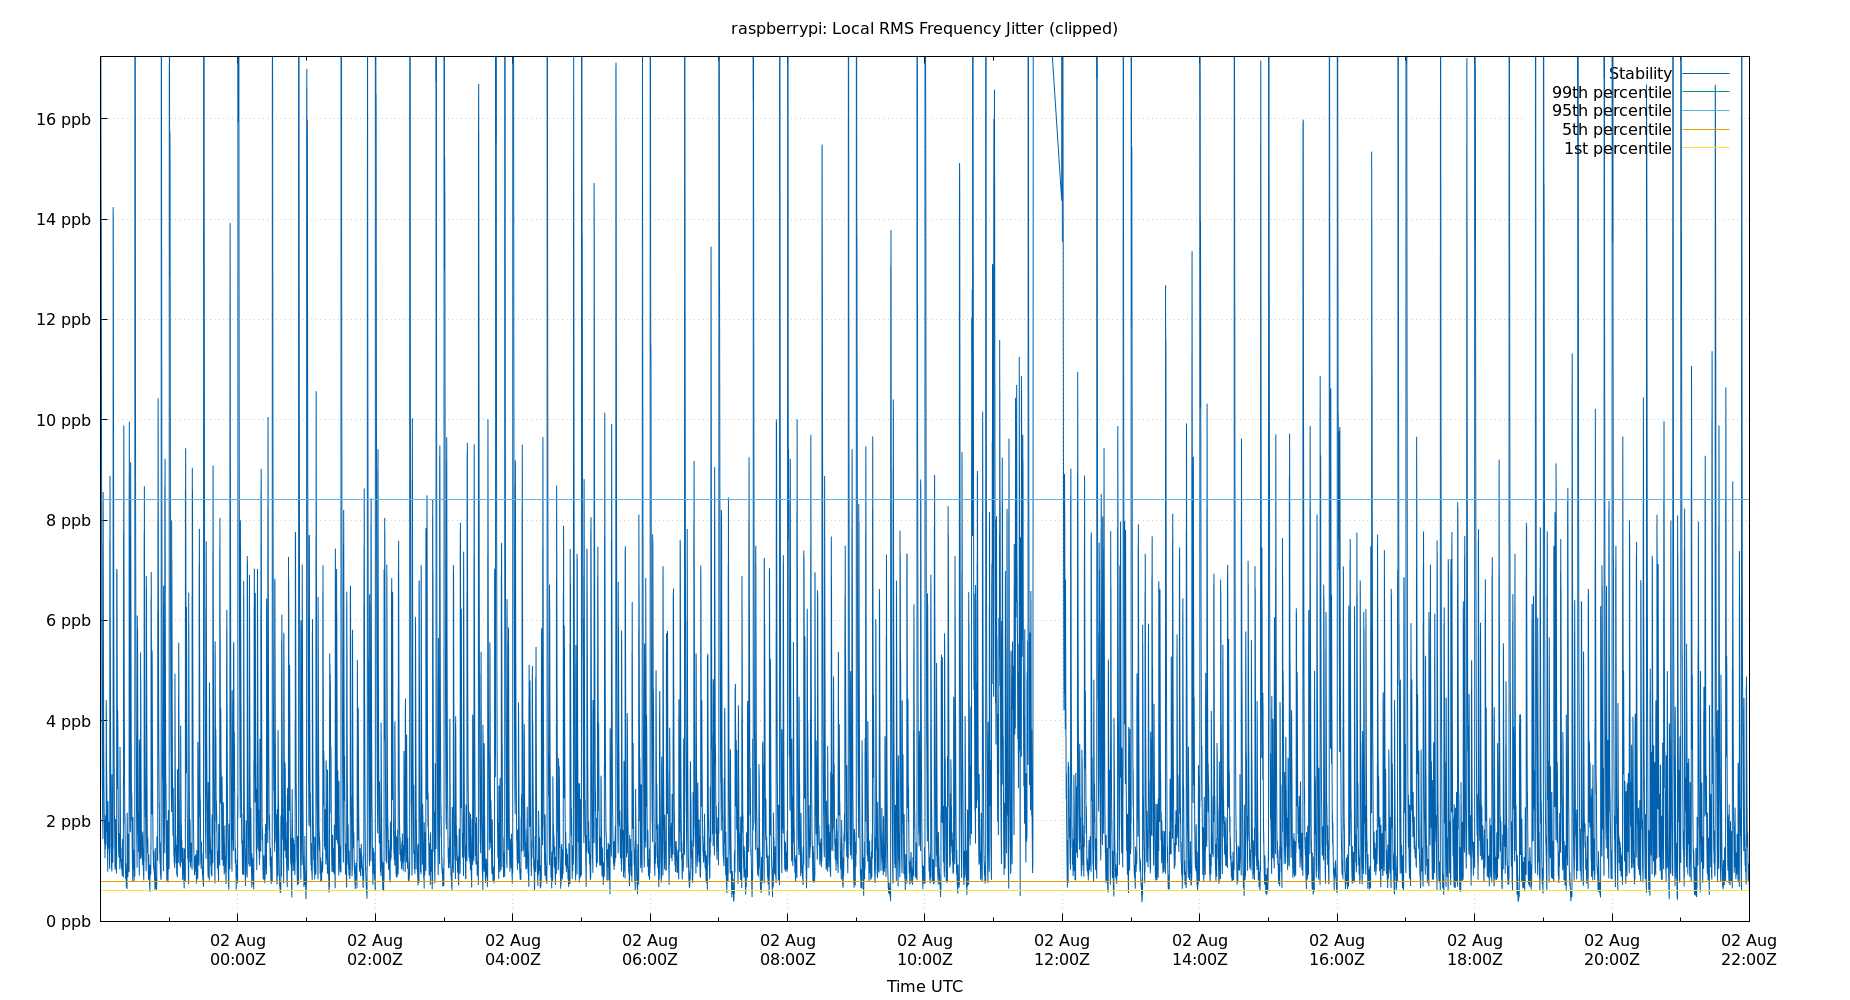 raspberrypi: Local RMS Frequency Jitter (clipped)
Stability
99th percentile
95th percentile
5th percentile
1st percentile
16 ppb
14 ppb
12 ppb
10 ppb
8 ppb
6 ppb
4 ppb
2 ppb
0 ppb
02 Aug 02 Aug 02 Aug 02 Aug 02 Aug 02 Aug 02 Aug 02 Aug 02 Aug 02 Aug 02 Aug 02 Aug
00:00Z 02:00Z 04:00Z 06:00Z 08:00Z 10:00Z 12:00Z 14:00Z 16:00Z 18:00Z 20:00Z 22:00Z
Time UTC